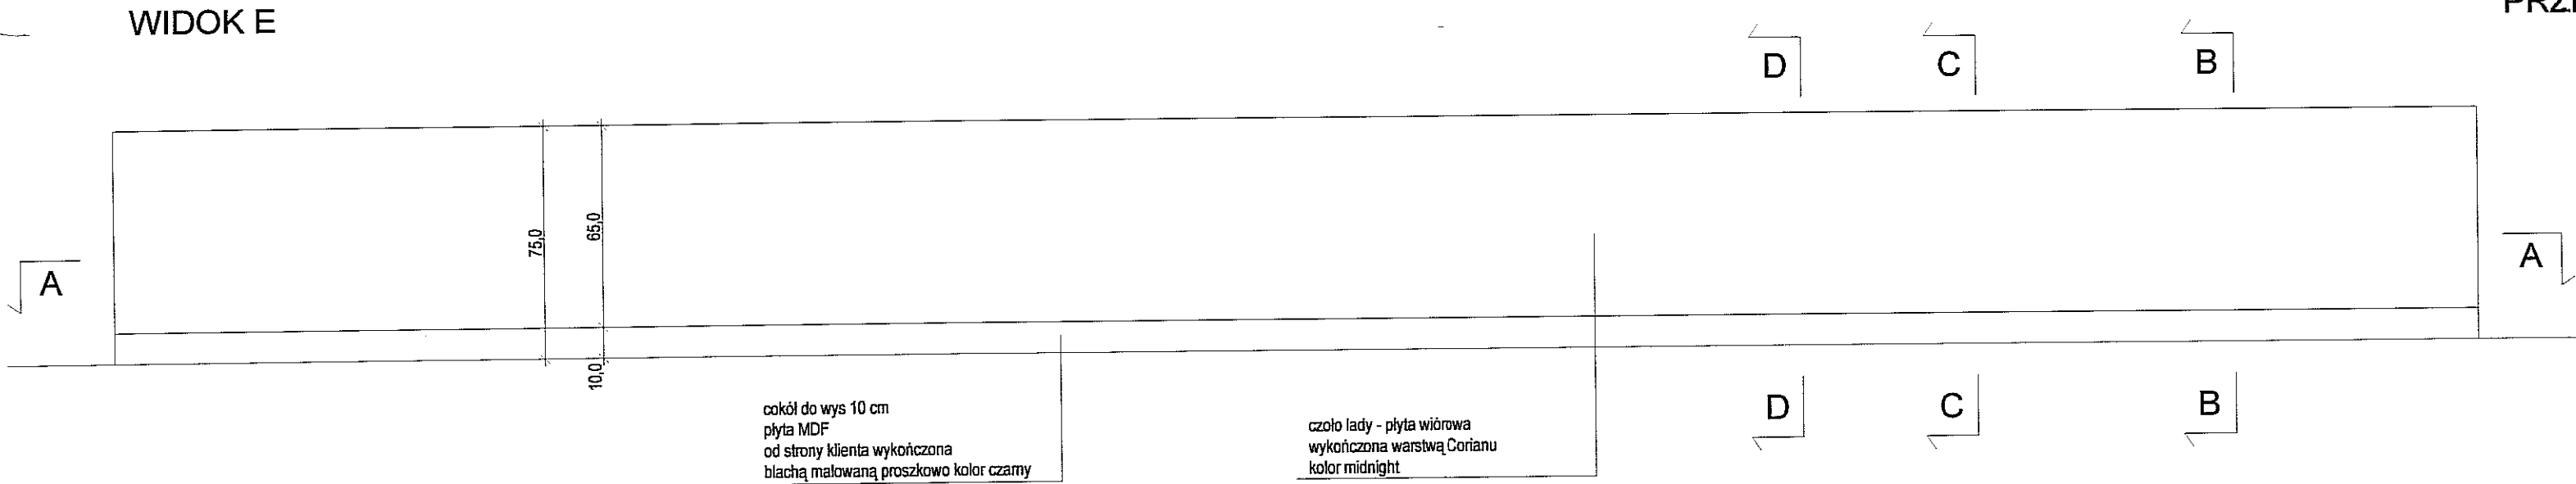 WIDOK E
D
C
B
A
75,0
65,0
A
10,0
cokół do wys 10 cm
płyta MDF
od strony klienta wykończona
blachą malowaną proszkowo kolor czarny
czoło lady - płyta wiórowa
wykończona warstwą Corianu
kolor midnight
D
C
B